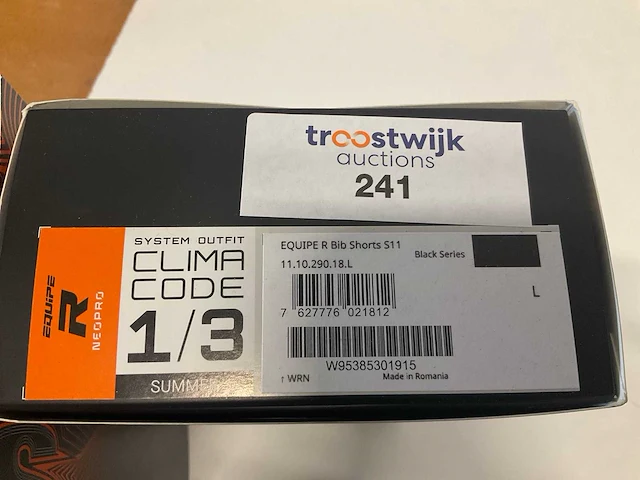 troostwijk
auctions
241
SYSTEM OUTFIT
CLIMA
CODE
1/3
SUMMER
EQUIPE
R
NEOPRO
EQUIPE R Bib Shorts S11
Black Series
11.10.290.18.L
L
7 627776 021812
W95385301915
WRN
Made in Romania